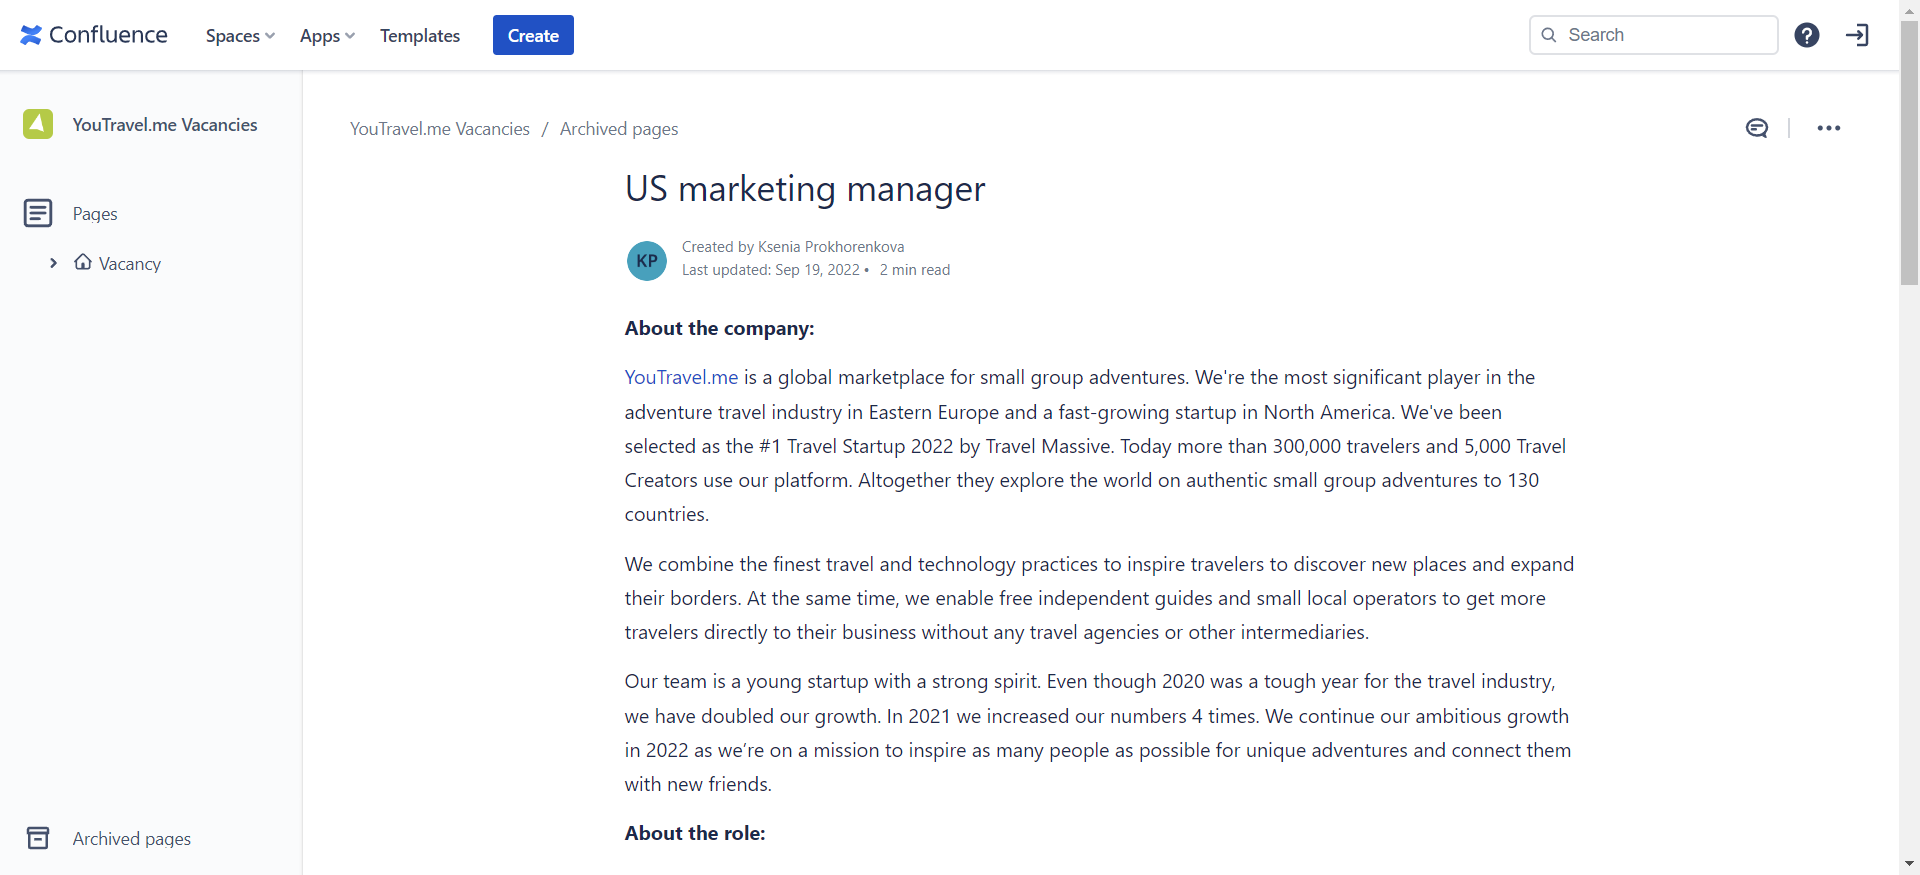 Confluence
Spaces
Apps
Templates
Create
Search
YouTravel.me Vacancies
Pages
Vacancy
Archived pages
YouTravel.me Vacancies / Archived pages
US marketing manager
KP
Created by Ksenia Prokhorenkova
Last updated: Sep 19, 2022 • 2 min read
About the company:
YouTravel.me is a global marketplace for small group adventures. We're the most significant player in the
adventure travel industry in Eastern Europe and a fast-growing startup in North America. We've been
selected as the #1 Travel Startup 2022 by Travel Massive. Today more than 300,000 travelers and 5,000 Travel
Creators use our platform. Altogether they explore the world on authentic small group adventures to 130
countries.
We combine the finest travel and technology practices to inspire travelers to discover new places and expand
their borders. At the same time, we enable free independent guides and small local operators to get more
travelers directly to their business without any travel agencies or other intermediaries.
Our team is a young startup with a strong spirit. Even though 2020 was a tough year for the travel industry,
we have doubled our growth. In 2021 we increased our numbers 4 times. We continue our ambitious growth
in 2022 as we’re on a mission to inspire as many people as possible for unique adventures and connect them
with new friends.
About the role: